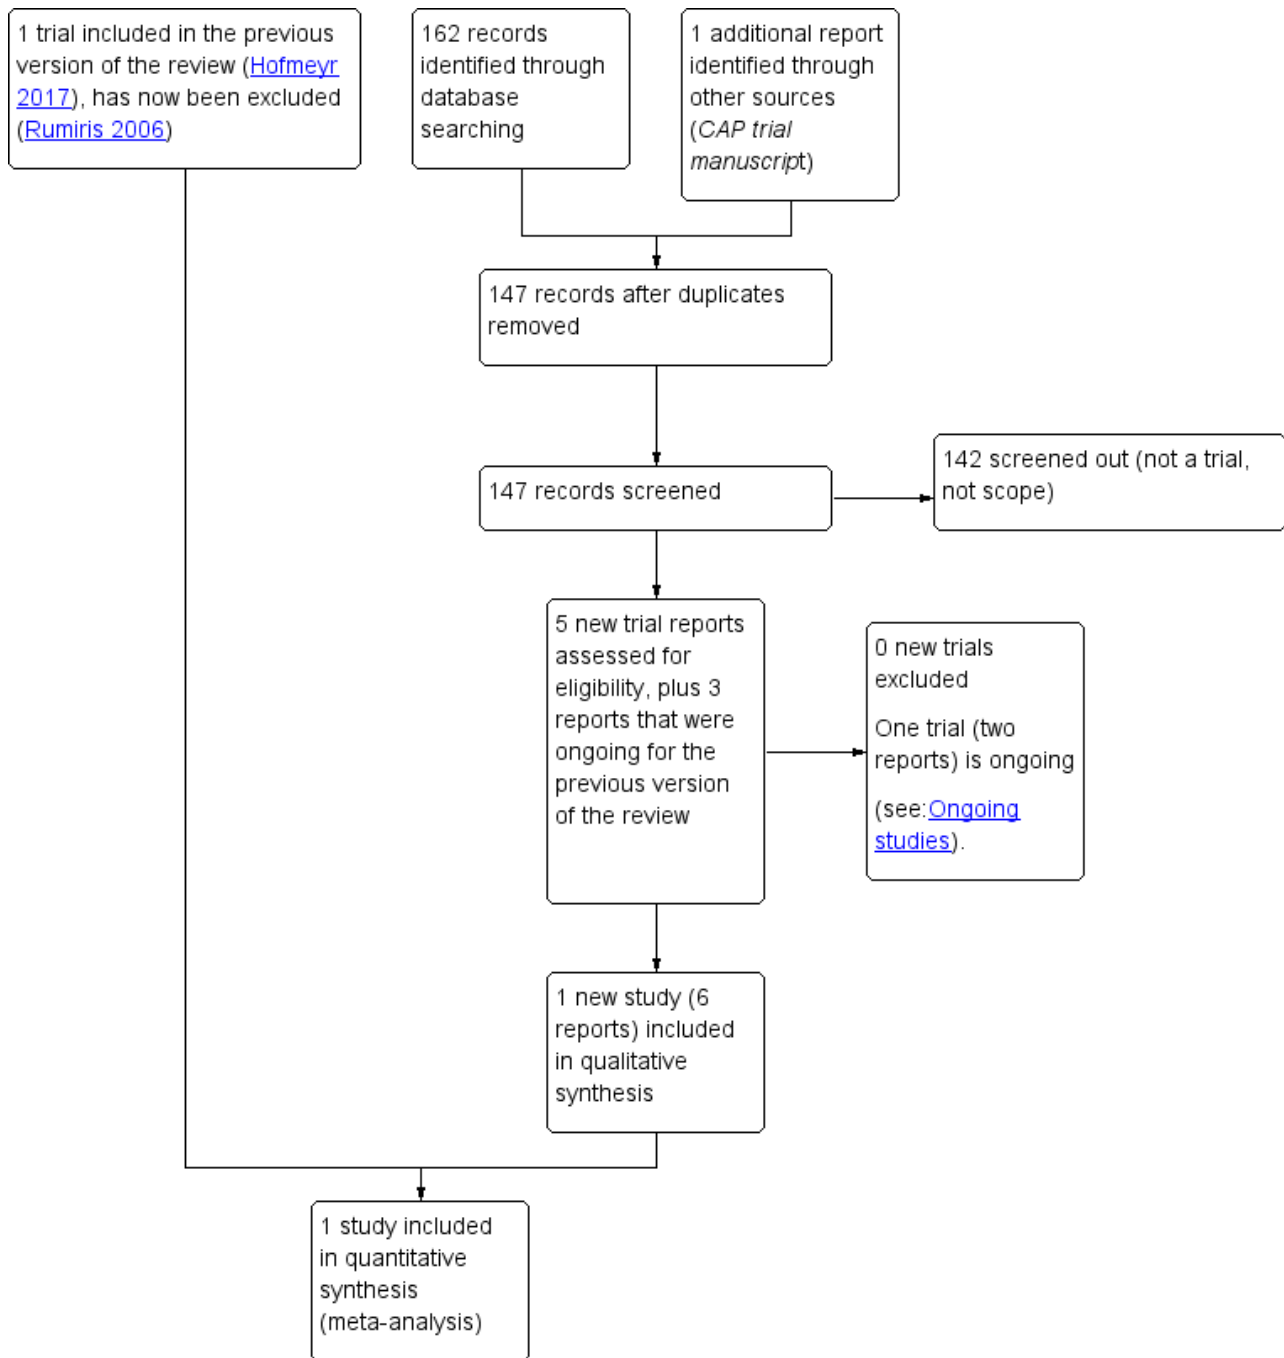 1 trial included in the previous
version of the review (Hofmeyr
2017), has now been excluded
(Rumiris 2006)
162 records
identified through
database
searching
1 additional report
identified through
other sources
(CAP trial
manuscript)
147 records after duplicates
removed
147 records screened
142 screened out (not a trial,
not scope)
5 new trial reports
assessed for
eligibility, plus 3
reports that were
ongoing for the
previous version
of the review
0 new trials
excluded
One trial (two
reports) is ongoing
(see:Ongoing
studies).
1 new study (6
reports) included
in qualitative
synthesis
1 study included
in quantitative
synthesis
(meta-analysis)